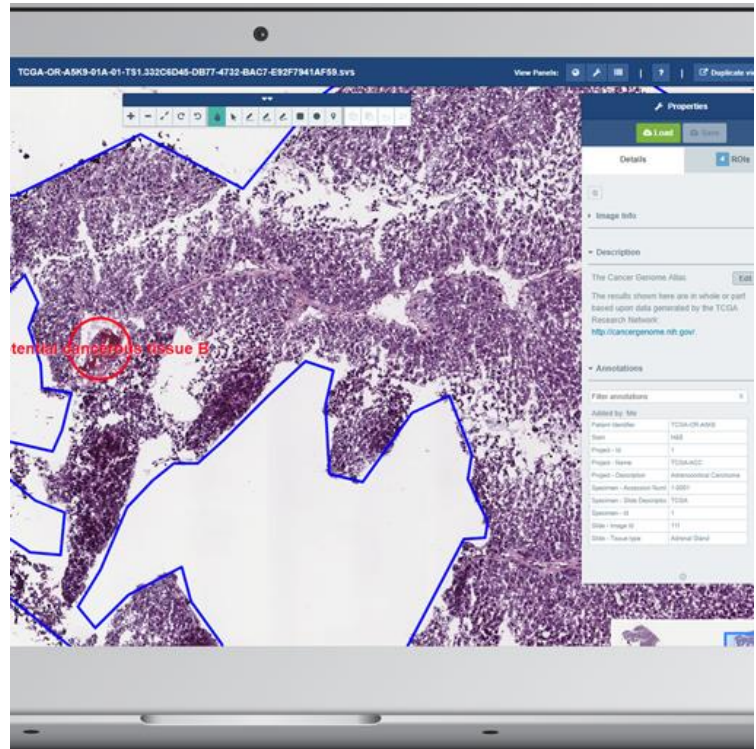 TCGA-OR-A5K9-01A-01-TS1.332C6D46-DB77-4732-BAC7-E92F7941AF59.svs
View Panels:
?
Duplicate vi
Properties
Load
Save
Details
4 ROIs
Image Info
Description
The Cancer Genome Atlas
Edit
The results shown here are in whole or part
based upon data generated by the TCGA
Research Network:
http://cancergenome.nih.gov/.
tential cancerous tissue B
Annotations
Filter annotations
Added by: Me
Patient Identifier
Stain H&E
Project - Id 1
Project - Name TCGA-ACC
Project - Description Adrenocortical Carcinoma
Specimen - Accession Numl 1-0001
Specimen - Slide Descriptio TCGA
Specimen - Id 1
Slide - Image Id 111
Slide - Tissue type Adrenal Gland